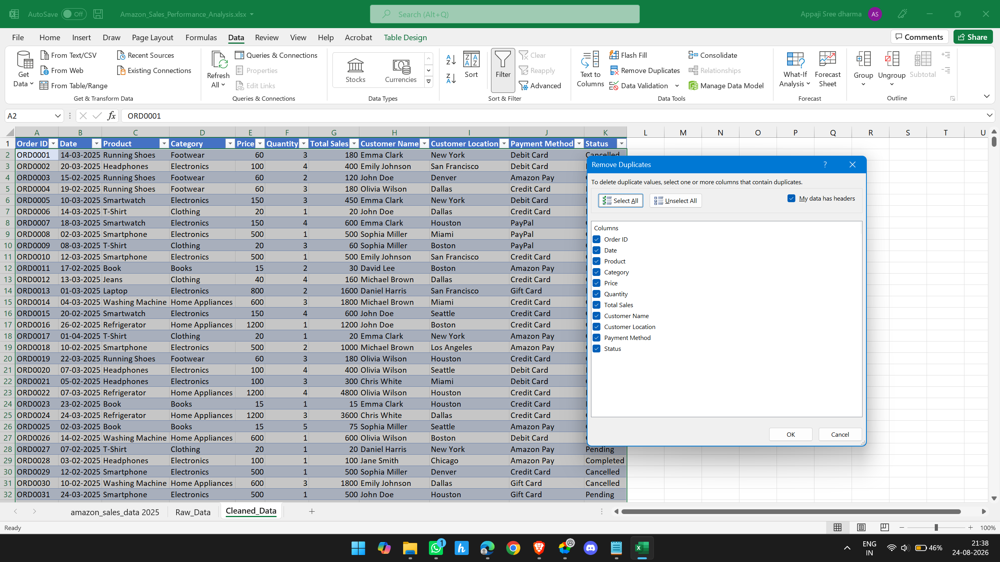 AutoSave Off Amazon_Sales_Performance_Analysis.xlsx Search (Alt+Q) Appaji Sree dharma AS
File Home Insert Draw Page Layout Formulas Data Review View Help Acrobat Table Design Comments Share
Get Data From Text/CSV From Web From Table/Range Recent Sources Existing Connections
Get & Transform Data
Refresh All Queries & Connections Properties Edit Links
Queries & Connections
Stocks Currencies
Data Types
Sort Filter Clear Reapply Advanced
Sort & Filter
Text to Columns Flash Fill Remove Duplicates Data Validation Consolidate Relationships Manage Data Model
Data Tools
What-If Analysis Forecast Sheet
Forecast
Group Ungroup Subtotal
Outline
A2 fx ORD0001
A B C D E F G H I J K L M N O P Q R S T U
1 Order ID Date Product Category Price Quantity Total Sales Customer Name Customer Location Payment Method Status
2 ORD0001 14-03-2025 Running Shoes Footwear 60 3 180 Emma Clark New York Debit Card Cancelled
3 ORD0002 20-03-2025 Headphones Electronics 100 4 400 Emily Johnson San Francisco Debit Card
4 ORD0003 15-02-2025 Running Shoes Footwear 60 2 120 John Doe Denver Amazon Pay
5 ORD0004 19-02-2025 Running Shoes Footwear 60 3 180 Olivia Wilson Dallas Credit Card
6 ORD0005 10-03-2025 Smartwatch Electronics 150 3 450 Emma Clark New York Debit Card
7 ORD0006 14-03-2025 T-Shirt Clothing 20 1 20 John Doe Dallas Credit Card
8 ORD0007 18-03-2025 Smartwatch Electronics 150 4 600 Emma Clark Houston PayPal
9 ORD0008 02-03-2025 Smartphone Electronics 500 1 500 Sophia Miller Miami PayPal
10 ORD0009 08-03-2025 T-Shirt Clothing 20 3 60 Sophia Miller Boston PayPal
11 ORD0010 12-03-2025 Smartphone Electronics 500 1 500 Emily Johnson San Francisco Credit Card
12 ORD0011 17-02-2025 Book Books 15 2 30 David Lee Boston Amazon Pay
13 ORD0012 13-03-2025 Jeans Clothing 40 4 160 Michael Brown Dallas Credit Card
14 ORD0013 01-03-2025 Laptop Electronics 800 2 1600 Daniel Harris San Francisco Gift Card
15 ORD0014 04-03-2025 Washing Machine Home Appliances 600 3 1800 Michael Brown Miami Credit Card
16 ORD0015 20-02-2025 Smartwatch Electronics 150 4 600 John Doe Seattle Credit Card
17 ORD0016 26-02-2025 Refrigerator Home Appliances 1200 1 1200 John Doe Boston Credit Card
18 ORD0017 01-04-2025 T-Shirt Clothing 20 1 20 Emma Clark New York Amazon Pay
19 ORD0018 10-02-2025 Smartphone Electronics 500 2 1000 Michael Brown Los Angeles Amazon Pay
20 ORD0019 22-03-2025 Running Shoes Footwear 60 3 180 Olivia Wilson Houston Credit Card
21 ORD0020 07-03-2025 Headphones Electronics 100 4 400 Olivia Wilson Seattle Debit Card
22 ORD0021 05-02-2025 Headphones Electronics 100 3 300 Chris White Miami Debit Card
23 ORD0022 07-03-2025 Refrigerator Home Appliances 1200 4 4800 Olivia Wilson Houston Credit Card
24 ORD0023 23-02-2025 Book Books 15 1 15 Emma Clark Houston Credit Card
25 ORD0024 24-03-2025 Refrigerator Home Appliances 1200 3 3600 Chris White Dallas Credit Card
26 ORD0025 02-03-2025 Book Books 15 5 75 Sophia Miller Seattle Amazon Pay
27 ORD0026 14-02-2025 Washing Machine Home Appliances 600 1 600 Olivia Wilson Boston Debit Card
28 ORD0027 07-02-2025 T-Shirt Clothing 20 1 20 Daniel Harris New York Amazon Pay Pending
29 ORD0028 03-02-2025 Headphones Electronics 100 1 100 Jane Smith Chicago Amazon Pay Completed
30 ORD0029 12-02-2025 Smartphone Electronics 500 1 500 Sophia Miller Denver Credit Card Cancelled
31 ORD0030 10-02-2025 Washing Machine Home Appliances 600 3 1800 Emily Johnson Dallas Gift Card Cancelled
32 ORD0031 24-03-2025 Smartphone Electronics 500 1 500 John Doe Houston Gift Card Pending
Remove Duplicates ?
To delete duplicate values, select one or more columns that contain duplicates.
Select All Unselect All My data has headers
Columns
Order ID
Date
Product
Category
Price
Quantity
Total Sales
Customer Name
Customer Location
Payment Method
Status
OK Cancel
amazon_sales_data 2025 Raw_Data Cleaned_Data
Ready 100%
1 ENG IN 46% 21:38
24-08-2026